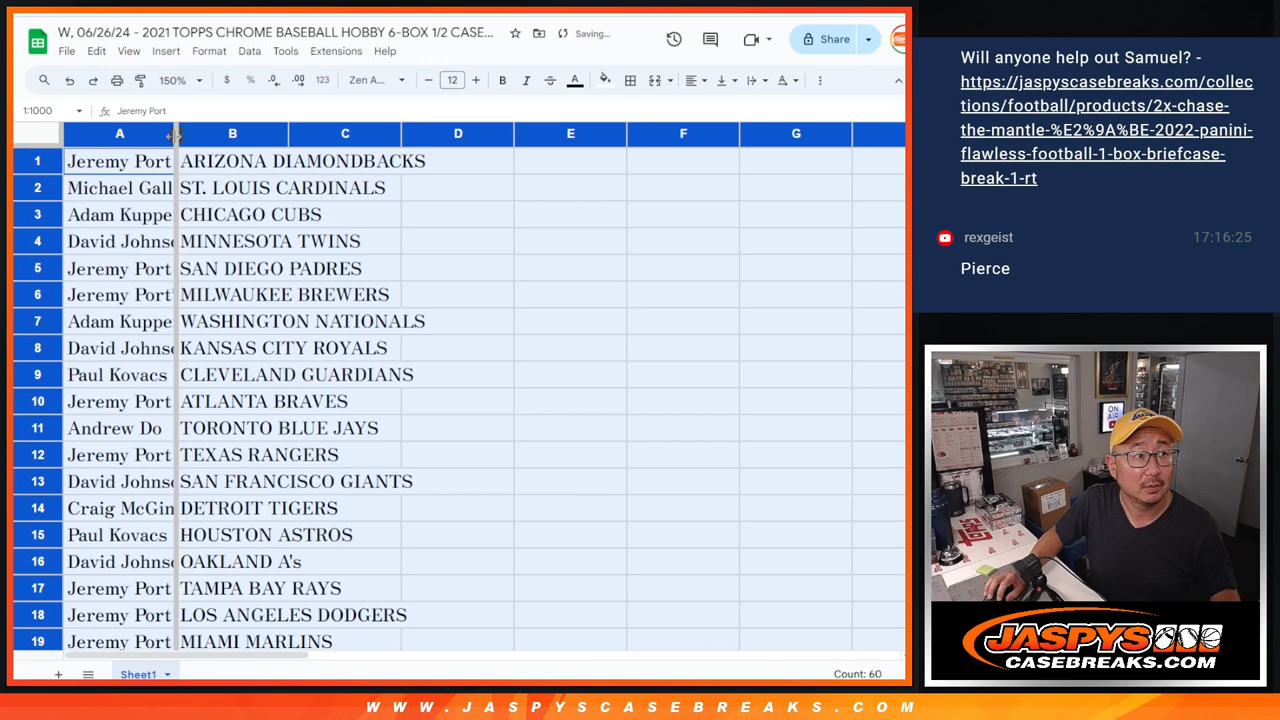 W, 06/26/24 - 2021 TOPPS CHROME BASEBALL HOBBY 6-BOX 1/2 CASE...
Saving...
File Edit View Insert Format Data Tools Extensions Help
Share
150% $ % .0 .00 123 Zen A... 12 B I S A
1:1000 fx Jeremy Port
A B C D E F G
1 Jeremy Port ARIZONA DIAMONDBACKS
2 Michael Gall ST. LOUIS CARDINALS
3 Adam Kuppe CHICAGO CUBS
4 David Johns MINNESOTA TWINS
5 Jeremy Port SAN DIEGO PADRES
6 Jeremy Port MILWAUKEE BREWERS
7 Adam Kuppe WASHINGTON NATIONALS
8 David Johns KANSAS CITY ROYALS
9 Paul Kovacs CLEVELAND GUARDIANS
10 Jeremy Port ATLANTA BRAVES
11 Andrew Do TORONTO BLUE JAYS
12 Jeremy Port TEXAS RANGERS
13 David Johns SAN FRANCISCO GIANTS
14 Craig McGin DETROIT TIGERS
15 Paul Kovacs HOUSTON ASTROS
16 David Johns OAKLAND A's
17 Jeremy Port TAMPA BAY RAYS
18 Jeremy Port LOS ANGELES DODGERS
19 Jeremy Port MIAMI MARLINS
Sheet1
Count: 60
Will anyone help out Samuel? -
https://jaspyscasebreaks.com/collec
tions/football/products/2x-chase-
the-mantle-%E2%9A%BE-2022-panini-
flawless-football-1-box-briefcase-
break-1-rt
rexgeist 17:16:25
Pierce
ON
AIR
JASPYS
CASEBREAKS.COM
WWW.JASPYSCASEBREAKS.COM